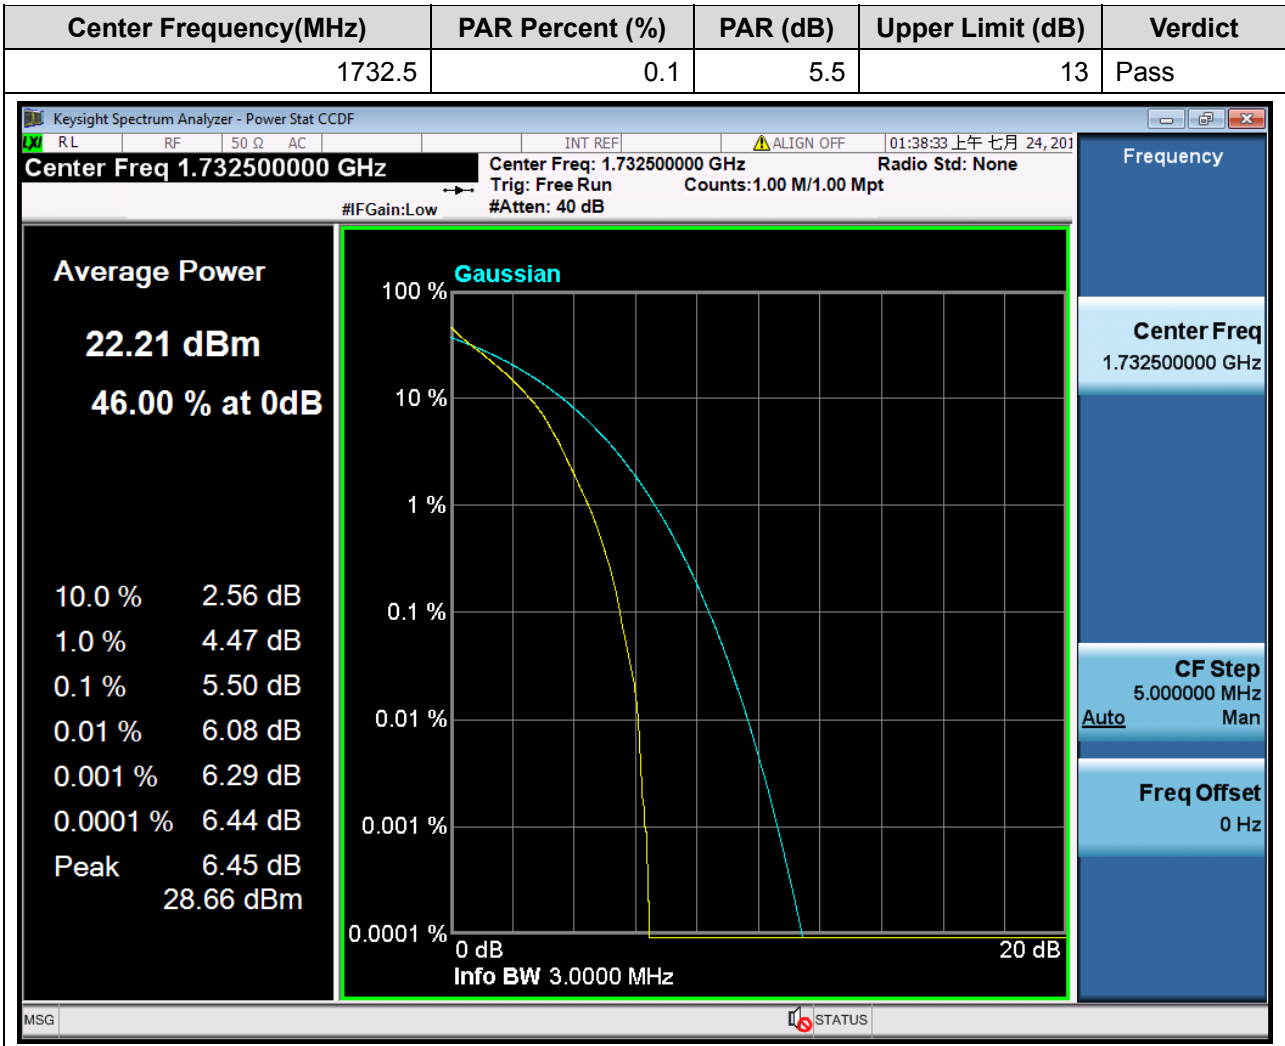 Center Frequency(MHz) PAR Percent (%) PAR (dB) Upper Limit (dB) Verdict
1732.5 0.1 5.5 13 Pass
Keysight Spectrum Analyzer - Power Stat CCDF
LXI RL RF 50 Ω AC INT REF ALIGN OFF 01:38:33 上午 七月 24, 201
Center Freq 1.732500000 GHz
#IFGain:Low
Center Freq: 1.732500000 GHz Radio Std: None
Trig: Free Run Counts:1.00 M/1.00 Mpt
#Atten: 40 dB
Average Power
22.21 dBm
46.00 % at 0dB
10.0 % 2.56 dB
1.0 % 4.47 dB
0.1 % 5.50 dB
0.01 % 6.08 dB
0.001 % 6.29 dB
0.0001 % 6.44 dB
Peak 6.45 dB
28.66 dBm
Gaussian
100 %
10 %
1 %
0.1 %
0.01 %
0.001 %
0.0001 %
0 dB 20 dB
Info BW 3.0000 MHz
Frequency
Center Freq
1.732500000 GHz
CF Step
5.000000 MHz
Auto Man
Freq Offset
0 Hz
MSG STATUS